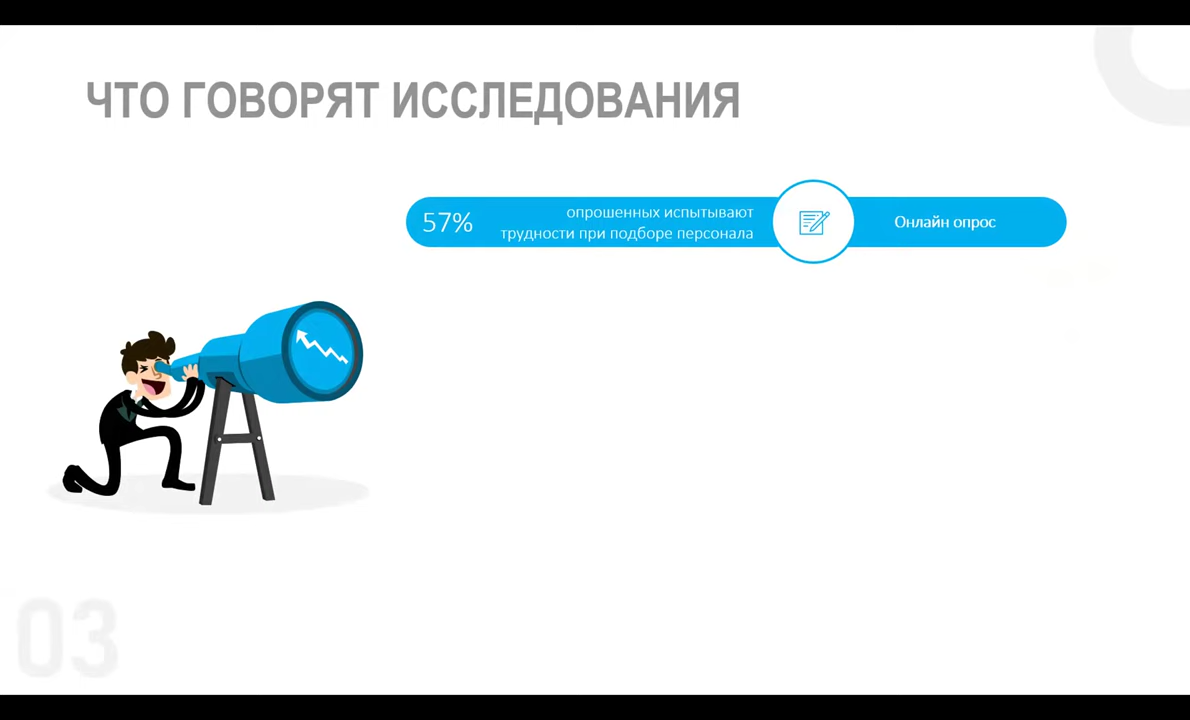 ЧТО ГОВОРЯТ ИССЛЕДОВАНИЯ
57%
опрошенных испытывают
трудности при подборе персонала
Онлайн опрос
03